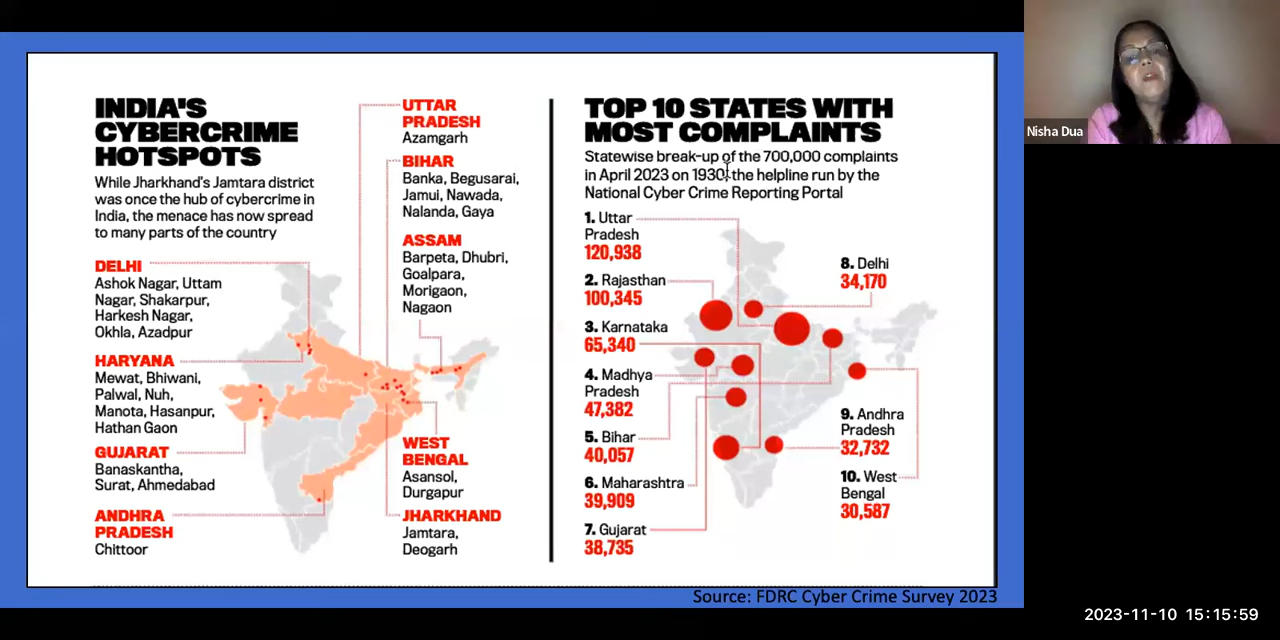 INDIA'S
CYBERCRIME
HOTSPOTS
While Jharkhand's Jamtara district
was once the hub of cybercrime in
India, the menace has now spread
to many parts of the country
DELHI
Ashok Nagar, Uttam
Nagar, Shakarpur,
Harkesh Nagar,
Okhla, Azadpur
HARYANA
Mewat, Bhiwani,
Palwal, Nuh,
Manota, Hasanpur,
Hathan Gaon
GUJARAT
Banaskantha,
Surat, Ahmedabad
ANDHRA
PRADESH
Chittoor
UTTAR
PRADESH
Azamgarh
BIHAR
Banka, Begusarai,
Jamui, Nawada,
Nalanda, Gaya
ASSAM
Barpeta, Dhubri,
Goalpara,
Morigaon,
Nagaon
WEST
BENGAL
Asansol,
Durgapur
JHARKHAND
Jamtara,
Deogarh
TOP 10 STATES WITH
MOST COMPLAINTS
Statewise break-up of the 700,000 complaints
in April 2023 on 1930, the helpline run by the
National Cyber Crime Reporting Portal
1. Uttar
Pradesh
120,938
2. Rajasthan
100,345
3. Karnataka
65,340
4. Madhya
Pradesh
47,382
5. Bihar
40,057
6. Maharashtra
39,909
7. Gujarat
38,735
8. Delhi
34,170
9. Andhra
Pradesh
32,732
10. West
Bengal
30,587
Source: FDRC Cyber Crime Survey 2023
Nisha Dua
2023-11-10 15:15:59